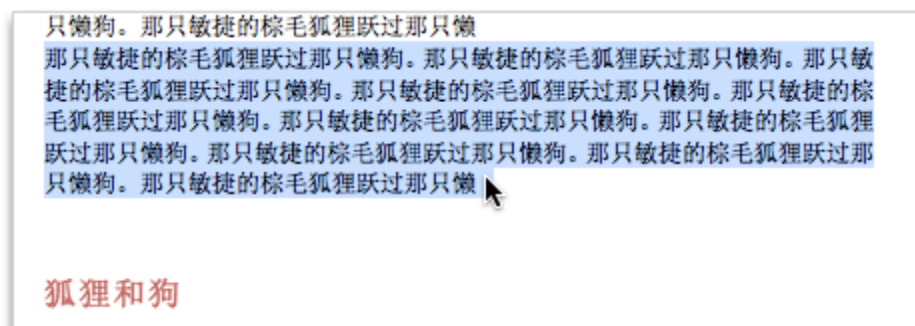 只懒狗。那只敏捷的棕毛狐狸跃过那只懒
那只敏捷的棕毛狐狸跃过那只懒狗。那只敏捷的棕毛狐狸跃过那只懒狗。那只敏
捷的棕毛狐狸跃过那只懒狗。那只敏捷的棕毛狐狸跃过那只懒狗。那只敏捷的棕
毛狐狸跃过那只懒狗。那只敏捷的棕毛狐狸跃过那只懒狗。那只敏捷的棕毛狐狸
跃过那只懒狗。那只敏捷的棕毛狐狸跃过那只懒狗。那只敏捷的棕毛狐狸跃过那
只懒狗。那只敏捷的棕毛狐狸跃过那只懒
狐狸和狗